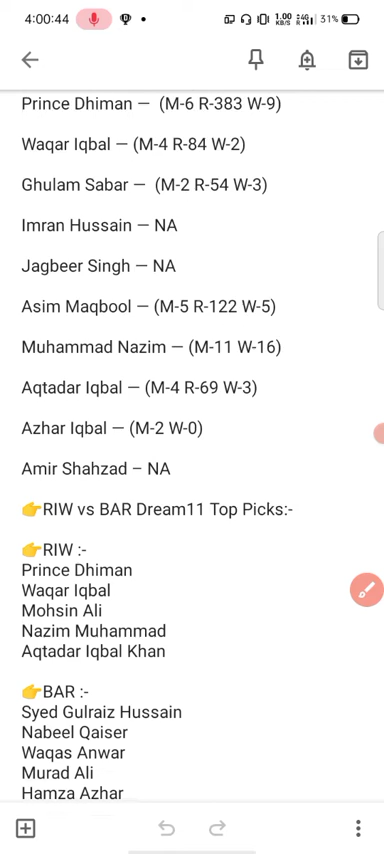 4:00:44 1.00 KB/S 4G 31%
Prince Dhiman — (M-6 R-383 W-9)
Waqar Iqbal — (M-4 R-84 W-2)
Ghulam Sabar — (M-2 R-54 W-3)
Imran Hussain — NA
Jagbeer Singh — NA
Asim Maqbool — (M-5 R-122 W-5)
Muhammad Nazim — (M-11 W-16)
Aqtadar Iqbal — (M-4 R-69 W-3)
Azhar Iqbal — (M-2 W-0)
Amir Shahzad – NA
👉RIW vs BAR Dream11 Top Picks:-
👉RIW :-
Prince Dhiman
Waqar Iqbal
Mohsin Ali
Nazim Muhammad
Aqtadar Iqbal Khan
👉BAR :-
Syed Gulraiz Hussain
Nabeel Qaiser
Waqas Anwar
Murad Ali
Hamza Azhar